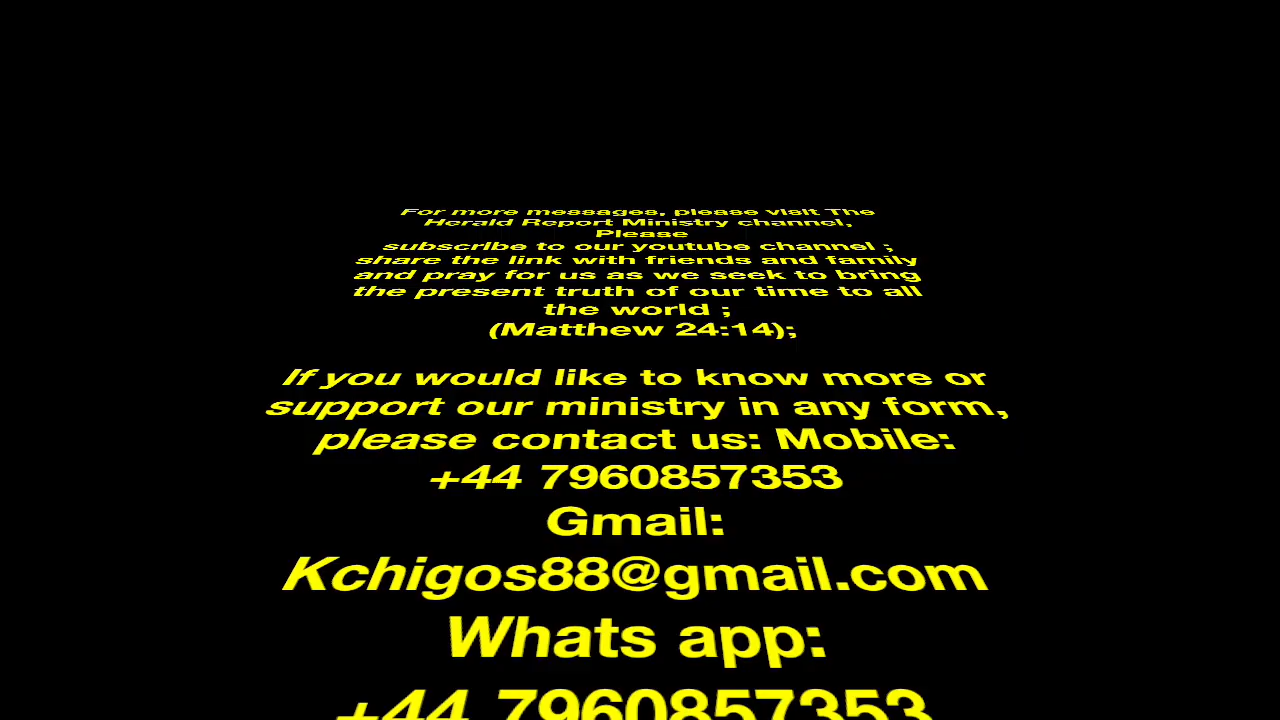 For more messages, please visit The
Herald Report Ministry channel,
Please
subscribe to our youtube channel ;
share the link with friends and family
and pray for us as we seek to bring
the present truth of our time to all
the world ;
(Matthew 24:14);
If you would like to know more or
support our ministry in any form,
please contact us: Mobile:
+44 7960857353
Gmail:
Kchigos88@gmail.com
Whats app:
+44 7960857353